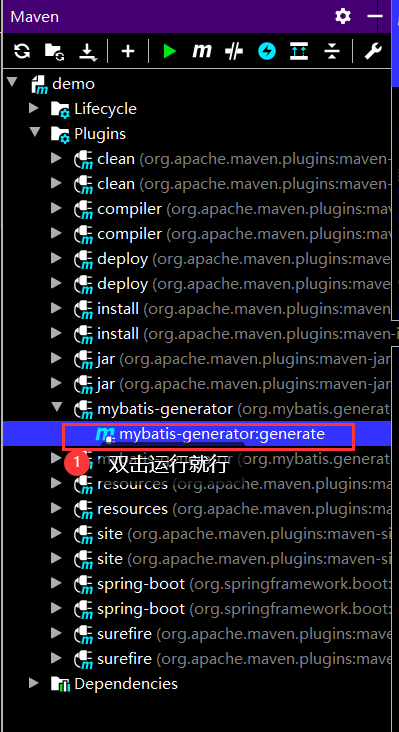 Maven
m
demo
Lifecycle
Plugins
clean (org.apache.maven.plugins:maven-
clean (org.apache.maven.plugins:maven-
compiler (org.apache.maven.plugins:mav
compiler (org.apache.maven.plugins:mav
deploy (org.apache.maven.plugins:mave
deploy (org.apache.maven.plugins:mave
install (org.apache.maven.plugins:maven
install (org.apache.maven.plugins:maven-i
jar (org.apache.maven.plugins:maven-jar
jar (org.apache.maven.plugins:maven-jar
mybatis-generator (org.mybatis.generat
mybatis-generator:generate
1 双击运行就行
(org.mybatis.generat
resources (org.apache.maven.plugins:m
resources (org.apache.maven.plugins:m
site (org.apache.maven.plugins:maven-si
site (org.apache.maven.plugins:maven-si
spring-boot (org.springframework.boot:
spring-boot (org.springframework.boot:
surefire (org.apache.maven.plugins:mave
surefire (org.apache.maven.plugins:mave
Dependencies